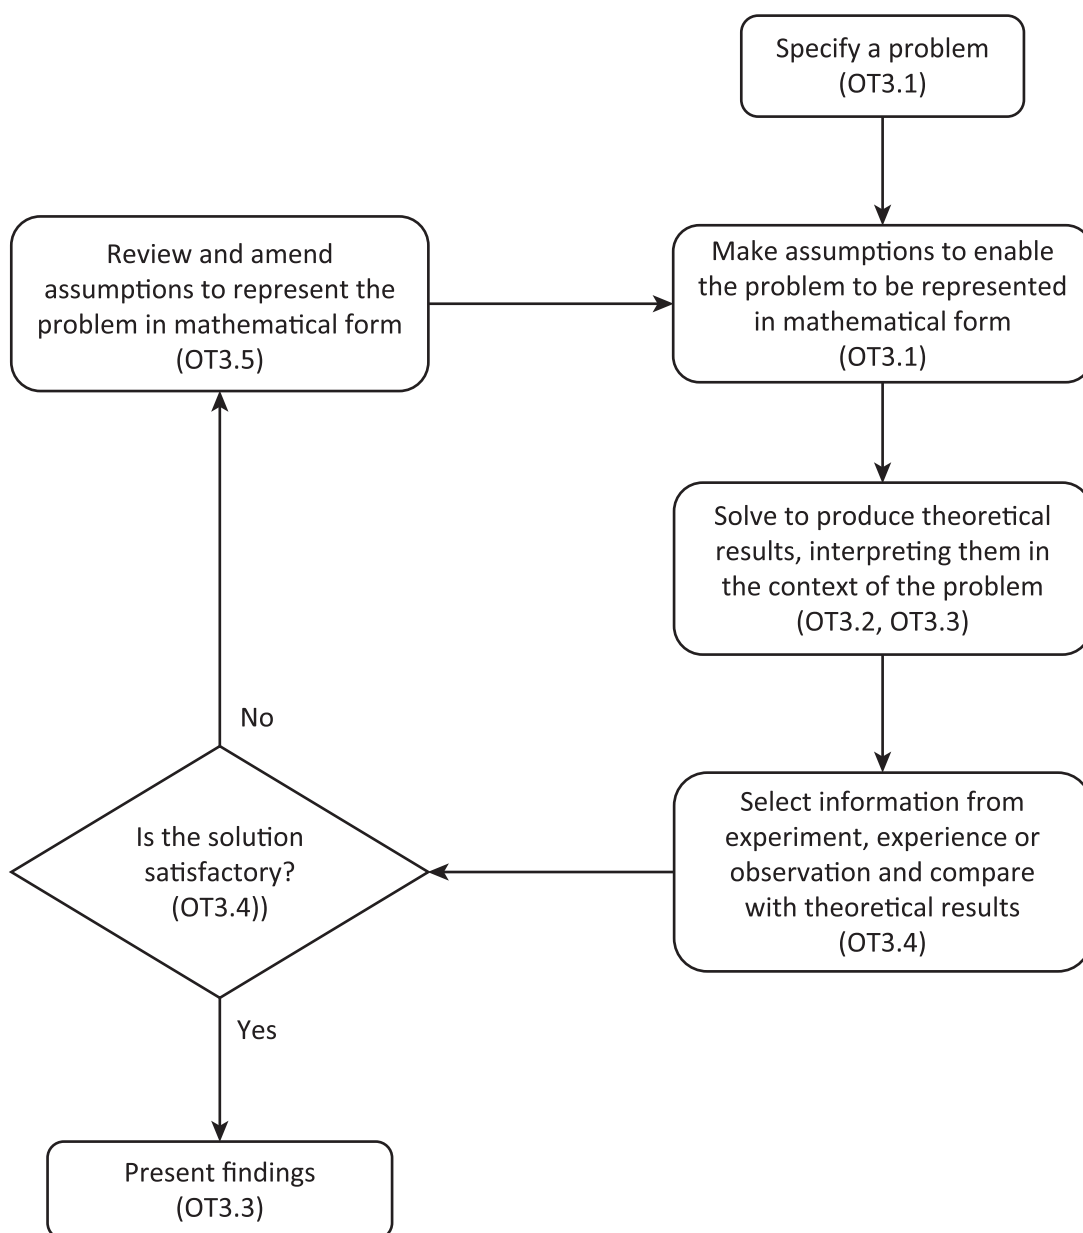 Specify a problem
(OT3.1)
Make assumptions to enable
the problem to be represented
in mathematical form
(OT3.1)
Solve to produce theoretical
results, interpreting them in
the context of the problem
(OT3.2, OT3.3)
Select information from
experiment, experience or
observation and compare
with theoretical results
(OT3.4)
Is the solution
satisfactory?
(OT3.4))
No
Review and amend
assumptions to represent the
problem in mathematical form
(OT3.5)
Yes
Present findings
(OT3.3)